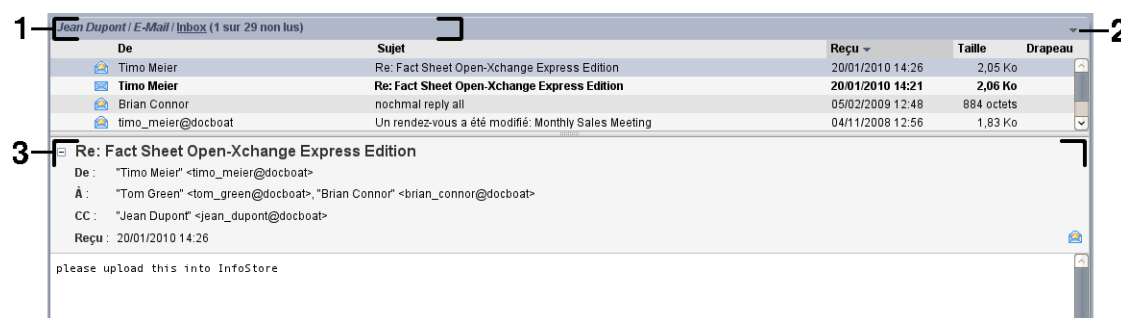 1
Jean Dupont / E-Mail / Inbox (1 sur 29 non lus)
2
De Sujet Reçu Taille Drapeau
Timo Meier Re: Fact Sheet Open-Xchange Express Edition 20/01/2010 14:26 2,05 Ko
Timo Meier Re: Fact Sheet Open-Xchange Express Edition 20/01/2010 14:21 2,06 Ko
Brian Connor nochmal reply all 05/02/2009 12:48 884 octets
timo_meier@docboat Un rendez-vous a été modifié: Monthly Sales Meeting 04/11/2008 12:56 1,83 Ko
3
Re: Fact Sheet Open-Xchange Express Edition
De : "Timo Meier" <timo_meier@docboat>
À : "Tom Green" <tom_green@docboat>, "Brian Connor" <brian_connor@docboat>
CC : "Jean Dupont" <jean_dupont@docboat>
Reçu : 20/01/2010 14:26
please upload this into InfoStore